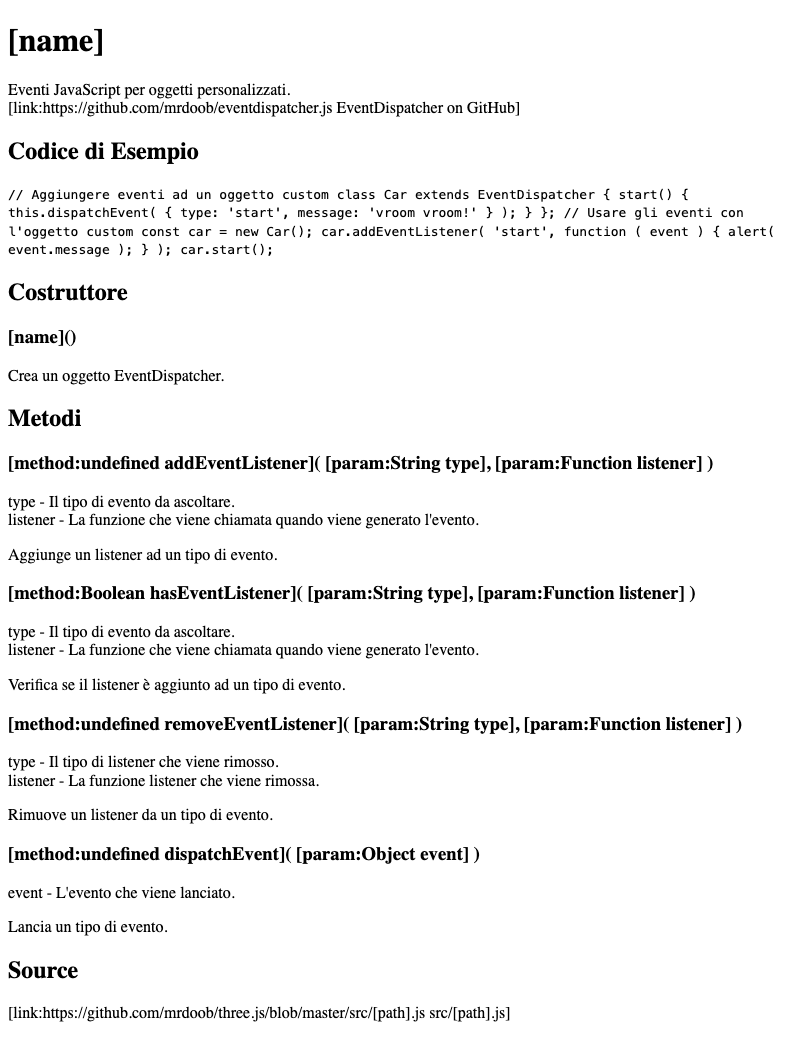 [name]
Eventi JavaScript per oggetti personalizzati.
[link:https://github.com/mrdoob/eventdispatcher.js EventDispatcher on GitHub]
Codice di Esempio
// Aggiungere eventi ad un oggetto custom class Car extends EventDispatcher { start() {
this.dispatchEvent( { type: 'start', message: 'vroom vroom!' } ); } }; // Usare gli eventi con
l'oggetto custom const car = new Car(); car.addEventListener( 'start', function ( event ) { alert(
event.message ); } ); car.start();
Costruttore
[name]()
Crea un oggetto EventDispatcher.
Metodi
[method:undefined addEventListener]( [param:String type], [param:Function listener] )
type - Il tipo di evento da ascoltare.
listener - La funzione che viene chiamata quando viene generato l'evento.
Aggiunge un listener ad un tipo di evento.
[method:Boolean hasEventListener]( [param:String type], [param:Function listener] )
type - Il tipo di evento da ascoltare.
listener - La funzione che viene chiamata quando viene generato l'evento.
Verifica se il listener è aggiunto ad un tipo di evento.
[method:undefined removeEventListener]( [param:String type], [param:Function listener] )
type - Il tipo di listener che viene rimosso.
listener - La funzione listener che viene rimossa.
Rimuove un listener da un tipo di evento.
[method:undefined dispatchEvent]( [param:Object event] )
event - L'evento che viene lanciato.
Lancia un tipo di evento.
Source
[link:https://github.com/mrdoob/three.js/blob/master/src/[path].js src/[path].js]